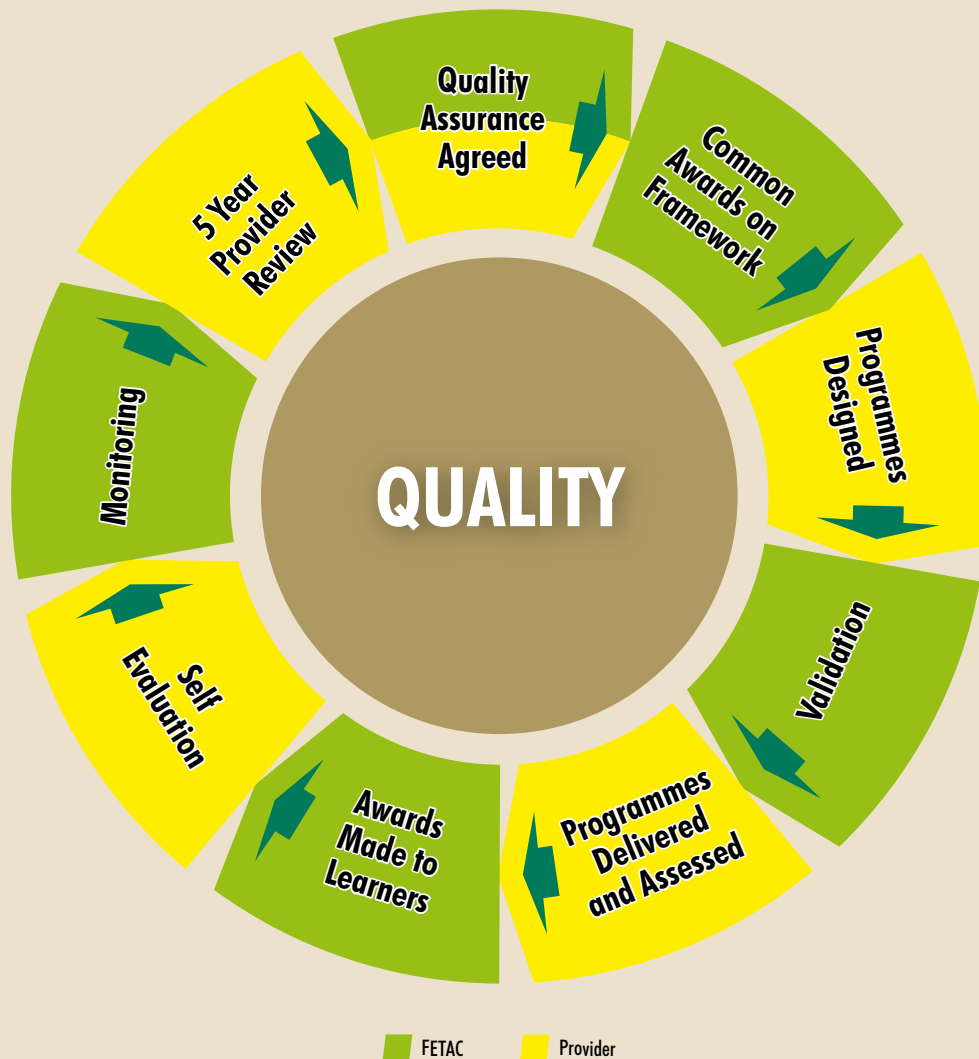 Quality
Assurance
Agreed
Common
Awards on
Framework
Programmes
Designed
Validation
Programmes
Delivered
and Assessed
Awards
Made to
Learners
Self
Evaluation
Monitoring
5 Year
Provider
Review
QUALITY
FETAC
Provider